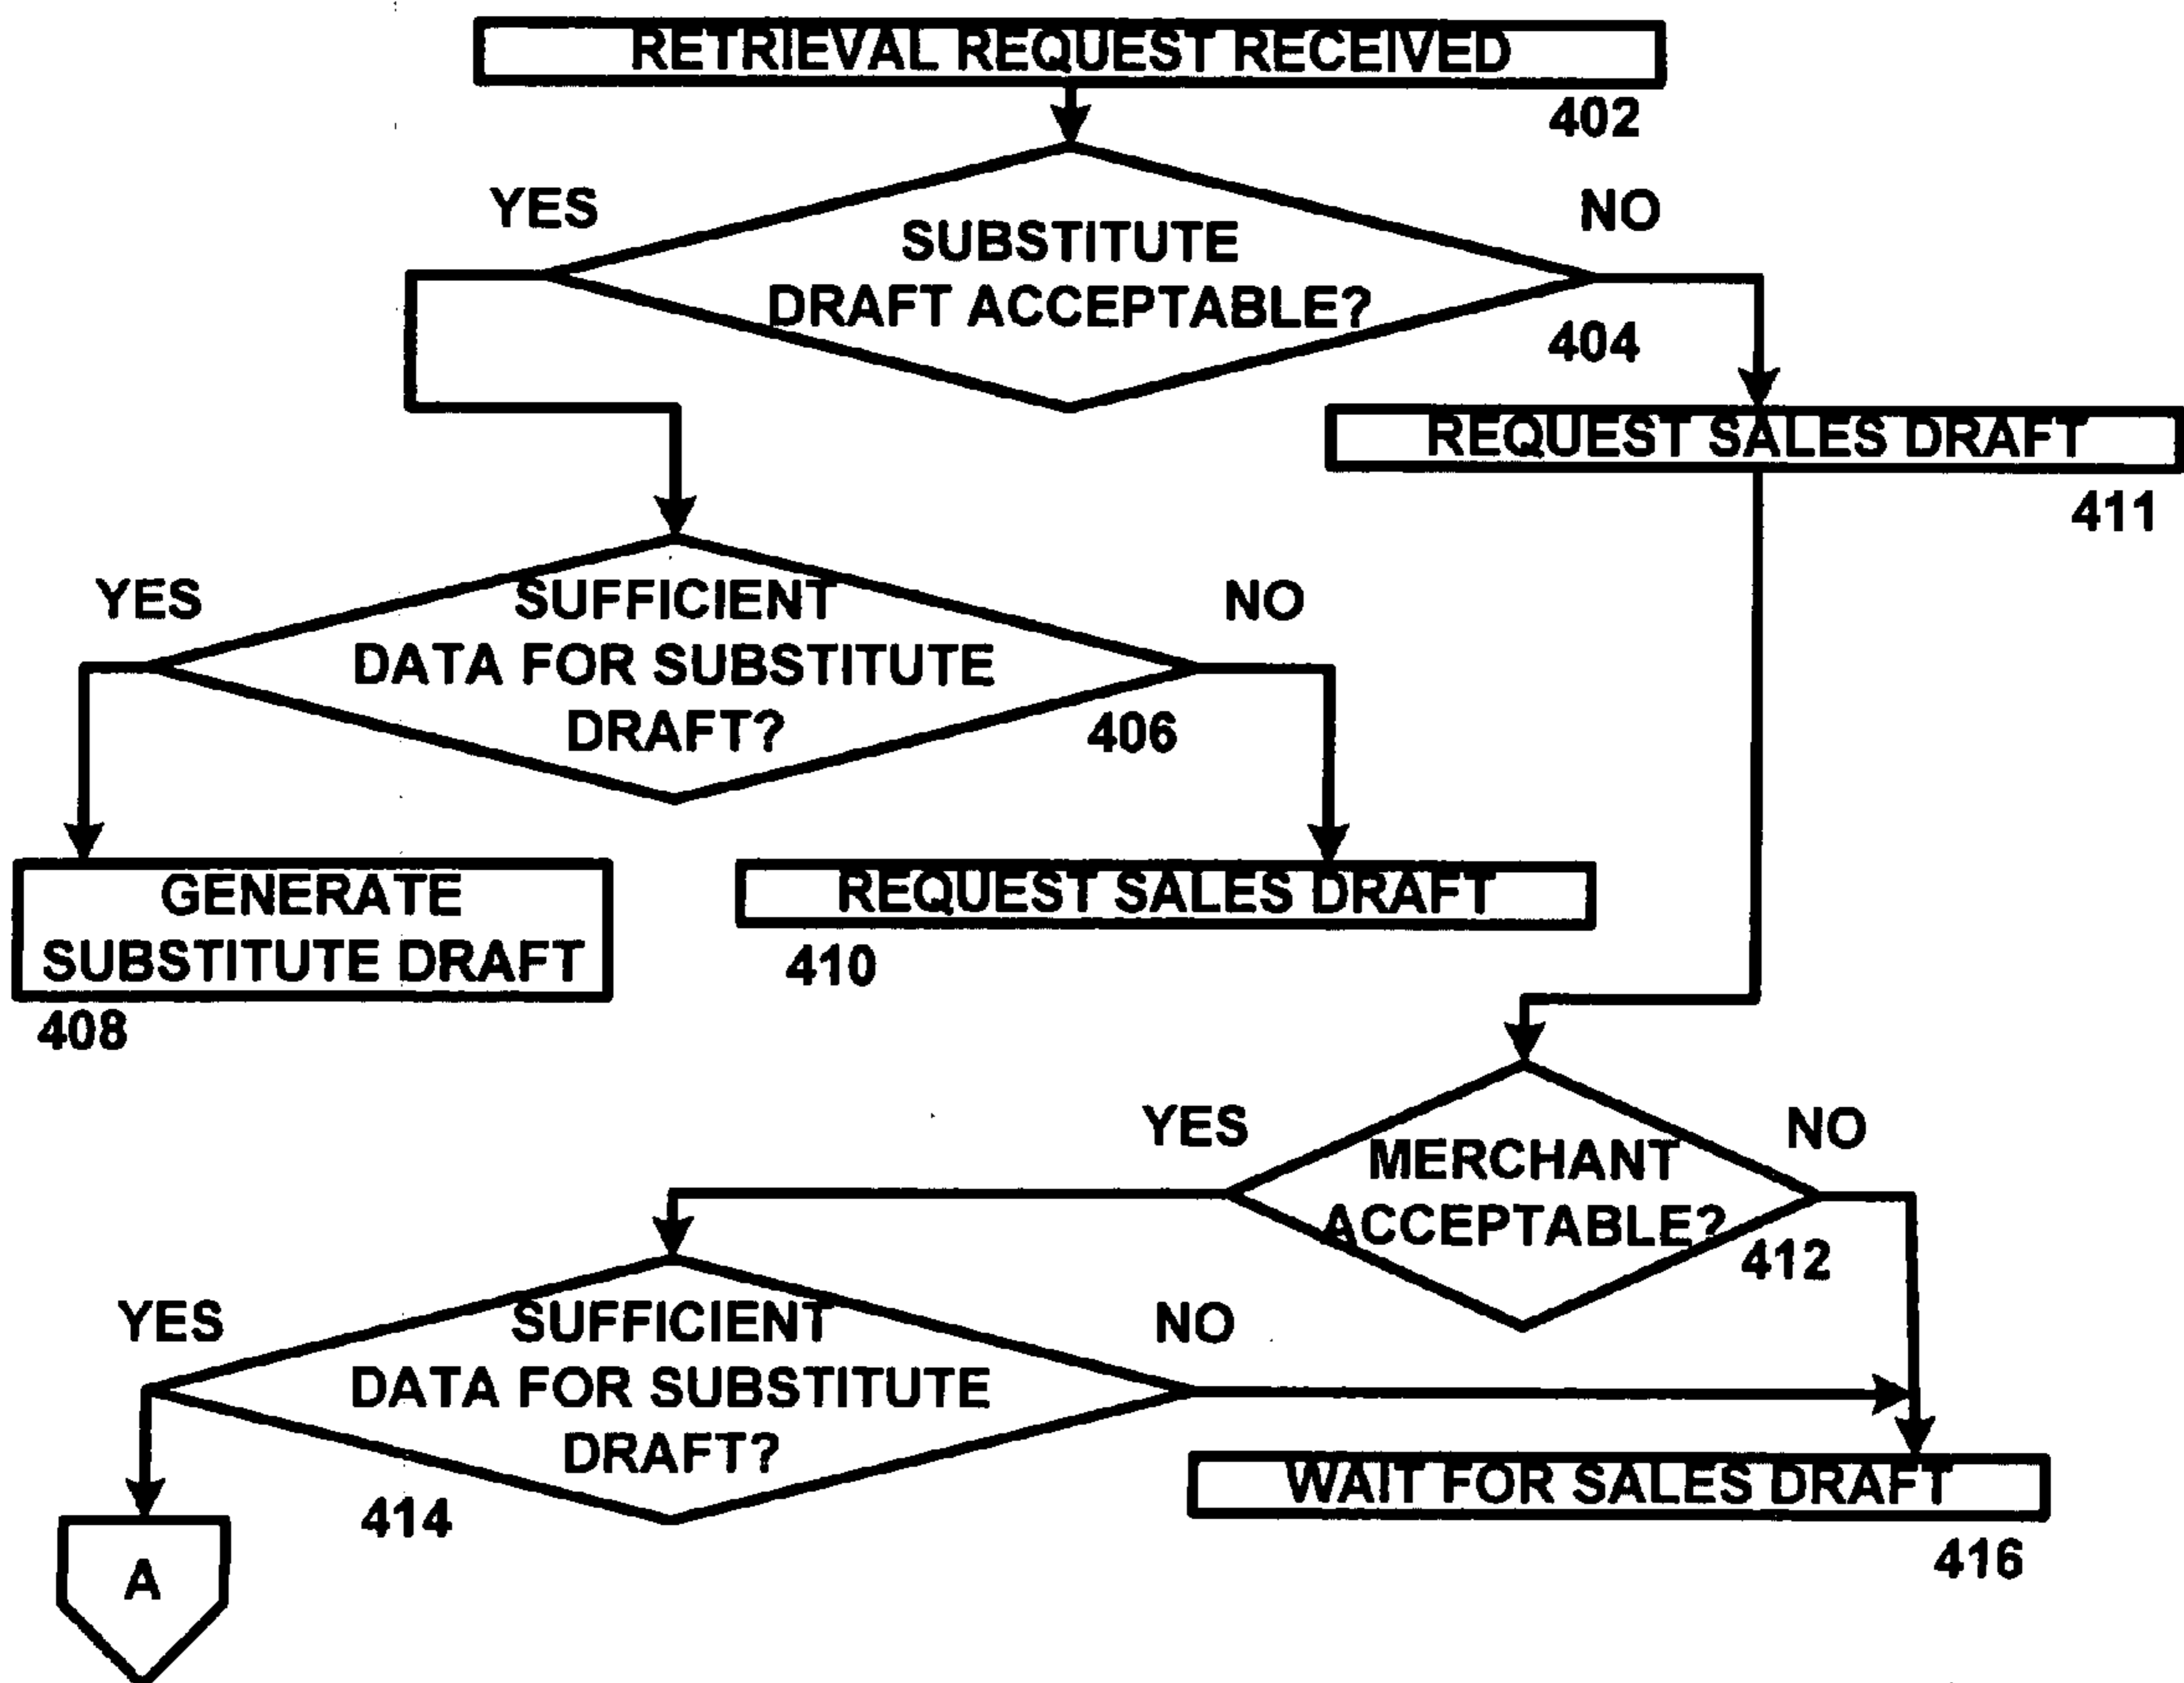 RETRIEVAL REQUEST RECEIVED
402
YES
NO
SUBSTITUTE
DRAFT ACCEPTABLE?
404
REQUEST SALES DRAFT
411
YES
NO
SUFFICIENT
DATA FOR SUBSTITUTE
DRAFT?
406
GENERATE
SUBSTITUTE DRAFT
408
REQUEST SALES DRAFT
410
YES
NO
MERCHANT
ACCEPTABLE?
412
YES
NO
SUFFICIENT
DATA FOR SUBSTITUTE
DRAFT?
414
WAIT FOR SALES DRAFT
416
A